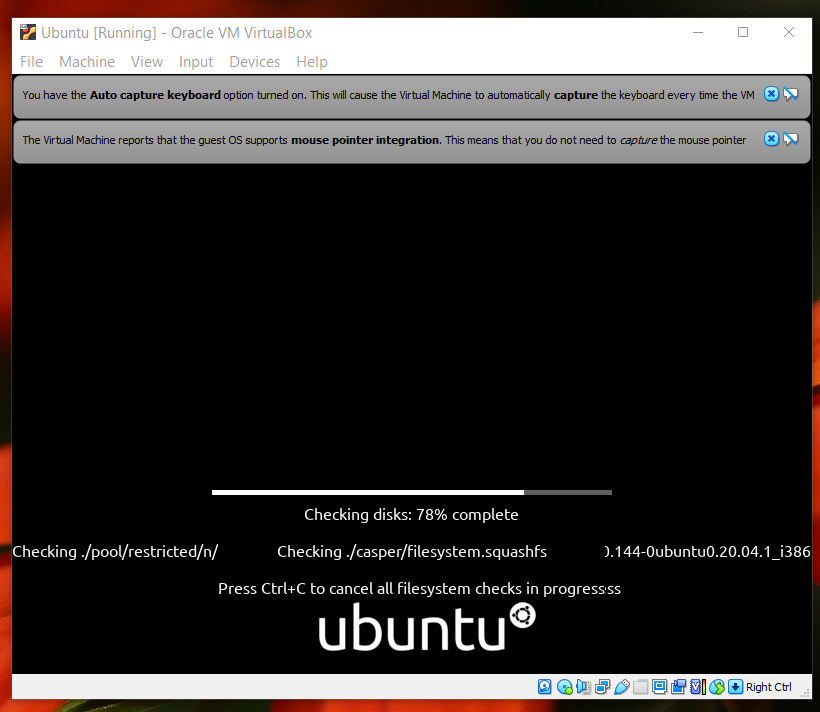 Ubuntu [Running] - Oracle VM VirtualBox
File Machine View Input Devices Help
You have the Auto capture keyboard option turned on. This will cause the Virtual Machine to automatically capture the keyboard every time the VM
The Virtual Machine reports that the guest OS supports mouse pointer integration. This means that you do not need to capture the mouse pointer
Checking disks: 78% complete
Checking ./pool/restricted/n/ Checking ./casper/filesystem.squashfs 0.144-0ubuntu0.20.04.1_i386
Press Ctrl+C to cancel all filesystem checks in progress ss
ubuntu
Right Ctrl